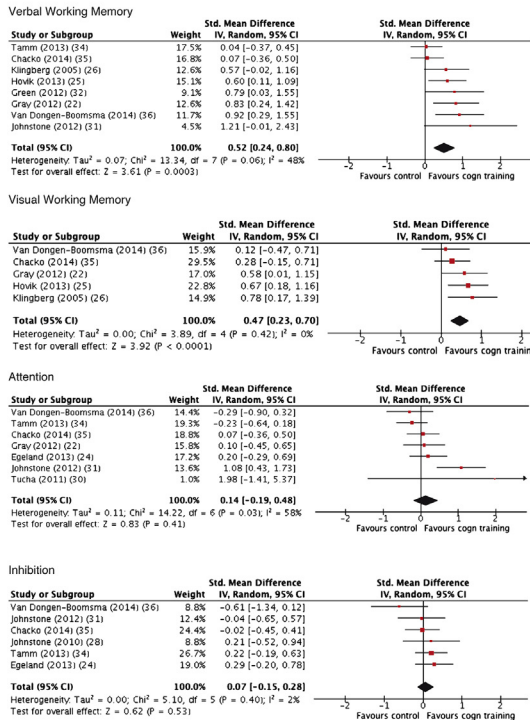 Verbal Working Memory
Std. Mean Difference Std. Mean Difference
Study or Subgroup Weight IV, Random, 95% CI IV, Random, 95% CI
Tamm (2013) (34) 17.5% 0.04 [-0.37, 0.45]
Chacko (2014) (35) 16.8% 0.07 [-0.36, 0.50]
Klingberg (2005) (26) 12.6% 0.57 [-0.02, 1.16]
Hovik (2013) (25) 15.1% 0.60 [0.11, 1.09]
Green (2012) (32) 9.1% 0.79 [0.03, 1.55]
Gray (2012) (22) 12.6% 0.83 [0.24, 1.42]
Van Dongen-Boomsma (2014) (36) 11.7% 0.92 [0.29, 1.55]
Johnstone (2012) (31) 4.5% 1.21 [-0.01, 2.43]
Total (95% CI) 100.0% 0.52 [0.24, 0.80]
Heterogeneity: Tau² = 0.07; Chi² = 13.34, df = 7 (P = 0.06); I² = 48%
Test for overall effect: Z = 3.61 (P = 0.0003)
-2 -1 0 1 2
Favours control Favours cogn training
Visual Working Memory
Std. Mean Difference Std. Mean Difference
Study or Subgroup Weight IV, Random, 95% CI IV, Random, 95% CI
Van Dongen-Boomsma (2014) (36) 15.9% 0.12 [-0.47, 0.71]
Chacko (2014) (35) 29.5% 0.28 [-0.15, 0.71]
Gray (2012) (22) 17.0% 0.58 [0.01, 1.15]
Hovik (2013) (25) 22.8% 0.67 [0.18, 1.16]
Klingberg (2005) (26) 14.9% 0.78 [0.17, 1.39]
Total (95% CI) 100.0% 0.47 [0.23, 0.70]
Heterogeneity: Tau² = 0.00; Chi² = 3.89, df = 4 (P = 0.42); I² = 0%
Test for overall effect: Z = 3.92 (P < 0.0001)
-2 -1 0 1 2
Favours control Favours cogn training
Attention
Std. Mean Difference Std. Mean Difference
Study or Subgroup Weight IV, Random, 95% CI IV, Random, 95% CI
Van Dongen-Boomsma (2014) (36) 14.4% -0.29 [-0.90, 0.32]
Tamm (2013) (34) 19.3% -0.23 [-0.64, 0.18]
Chacko (2014) (35) 18.8% 0.07 [-0.36, 0.50]
Gray (2012) (22) 15.8% 0.10 [-0.45, 0.65]
Egeland (2013) (24) 17.2% 0.20 [-0.29, 0.69]
Johnstone (2012) (31) 13.6% 1.08 [0.43, 1.73]
Tucha (2011) (30) 1.0% 1.98 [-1.41, 5.37]
Total (95% CI) 100.0% 0.14 [-0.19, 0.48]
Heterogeneity: Tau² = 0.11; Chi² = 14.22, df = 6 (P = 0.03); I² = 58%
Test for overall effect: Z = 0.83 (P = 0.41)
-2 -1 0 1 2
Favours control Favours cogn training
Inhibition
Std. Mean Difference Std. Mean Difference
Study or Subgroup Weight IV, Random, 95% CI IV, Random, 95% CI
Van Dongen-Boomsma (2014) (36) 8.8% -0.61 [-1.34, 0.12]
Johnstone (2012) (31) 12.4% -0.04 [-0.65, 0.57]
Chacko (2014) (35) 24.4% -0.02 [-0.45, 0.41]
Johnstone (2010) (28) 8.8% 0.21 [-0.52, 0.94]
Tamm (2013) (34) 26.7% 0.22 [-0.19, 0.63]
Egeland (2013) (24) 19.0% 0.29 [-0.20, 0.78]
Total (95% CI) 100.0% 0.07 [-0.15, 0.28]
Heterogeneity: Tau² = 0.00; Chi² = 5.10, df = 5 (P = 0.40); I² = 2%
Test for overall effect: Z = 0.62 (P = 0.53)
-2 -1 0 1 2
Favours control Favours cogn training